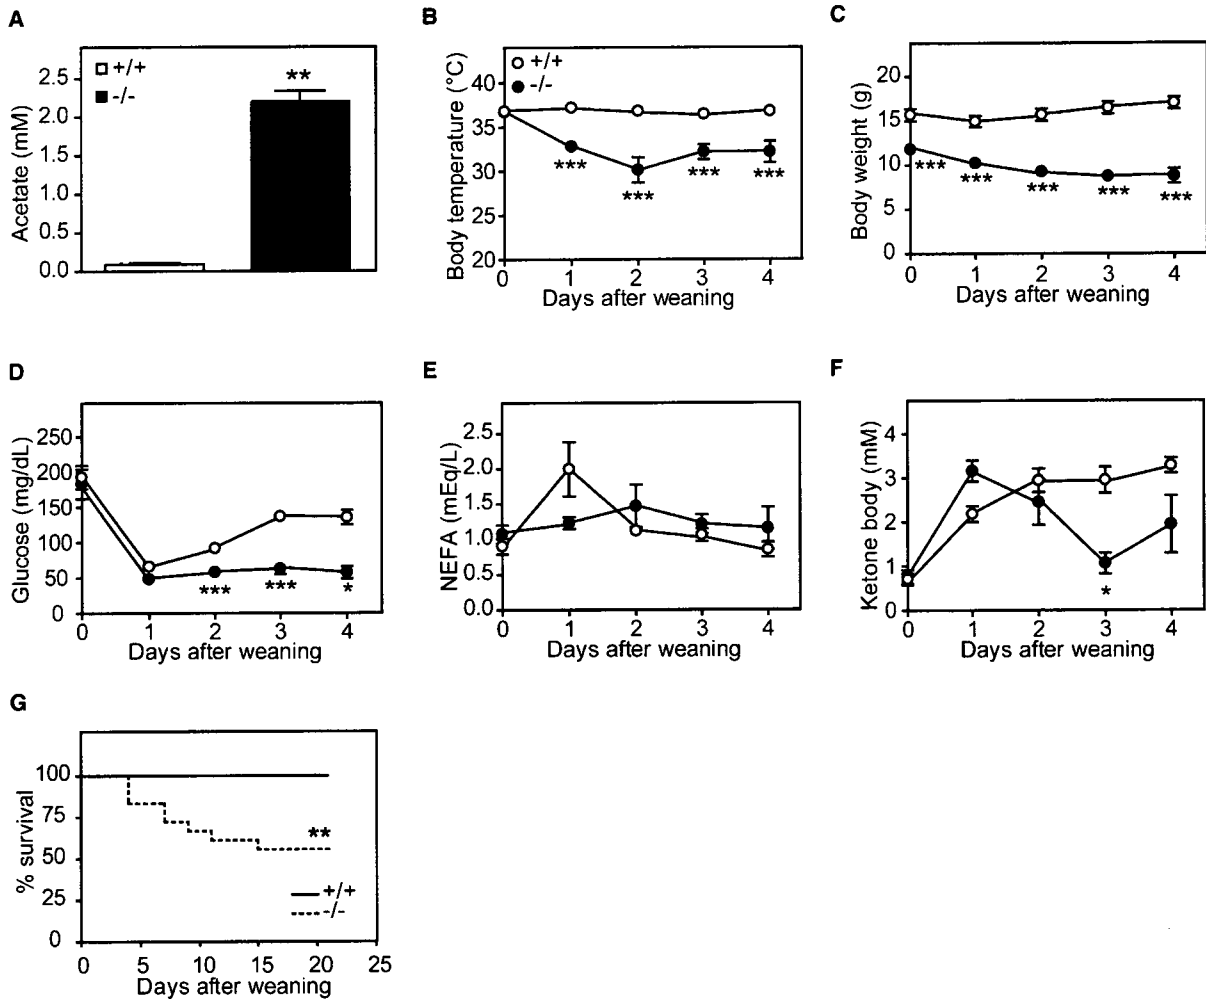 A
Acetate (mM)
2.5
2.0
1.5
1.0
0.5
0.0
+/+
-/-
**
B
Body temperature (°C)
40
35
30
25
20
+/+
-/-
***
***
***
***
0 1 2 3 4
Days after weaning
C
Body weight (g)
20
15
10
5
0
***
***
***
***
***
0 1 2 3 4
Days after weaning
D
Glucose (mg/dL)
250
200
150
100
50
0
***
***
*
0 1 2 3 4
Days after weaning
E
NEFA (mEq/L)
2.5
2.0
1.5
1.0
0.5
0.0
0 1 2 3 4
Days after weaning
F
Ketone body (mM)
4
3
2
1
0
*
0 1 2 3 4
Days after weaning
G
% survival
100
75
50
25
0
**
+/+
-/-
0 5 10 15 20 25
Days after weaning